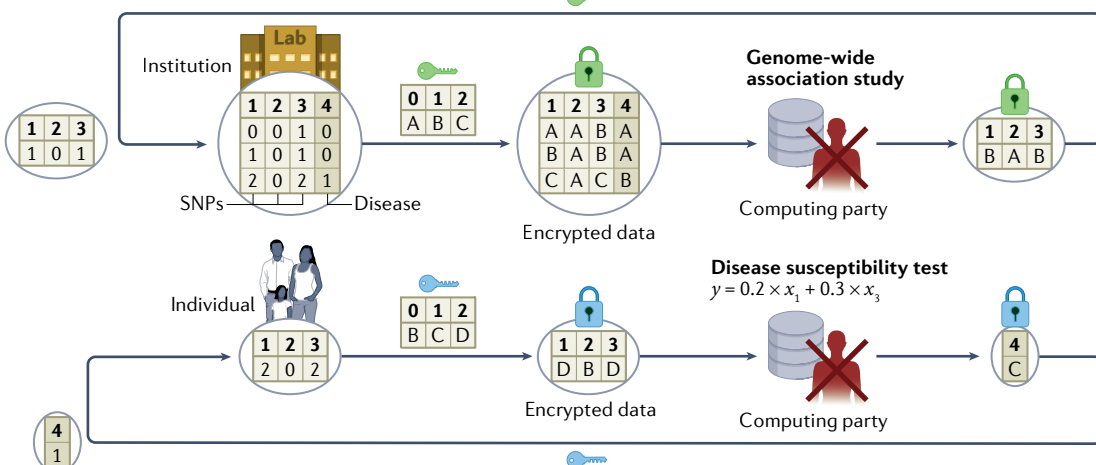 Lab
Institution
1 2 3
1 0 1
1 2 3 4
0 0 1 0
1 0 1 0
2 0 2 1
SNPs
Disease
0 1 2
A B C
1 2 3 4
A A B A
B A B A
C A C B
Encrypted data
Genome-wide
association study
Computing party
1 2 3
B A B
Individual
1 2 3
2 0 2
0 1 2
B C D
1 2 3
D B D
Encrypted data
Disease susceptibility test
y = 0.2 × x₁ + 0.3 × x₃
Computing party
4
C
4
1